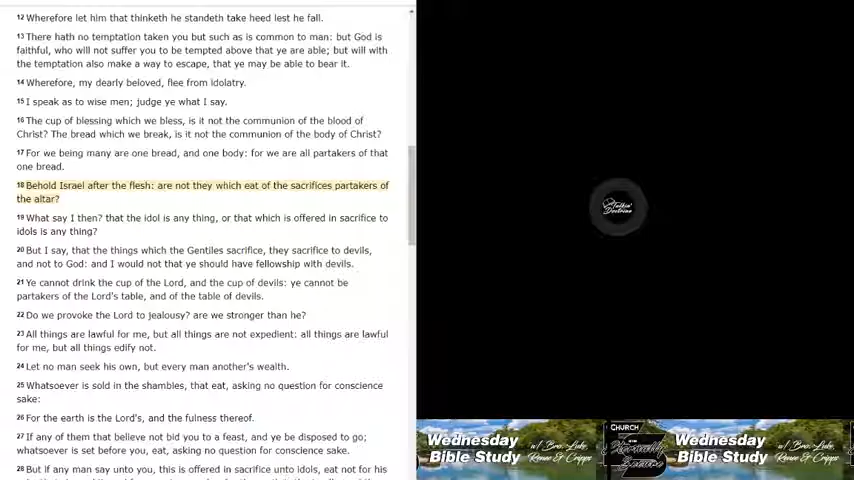 12 Wherefore let him that thinketh he standeth take heed lest he fall.
13 There hath no temptation taken you but such as is common to man: but God is
faithful, who will not suffer you to be tempted above that ye are able; but will with
the temptation also make a way to escape, that ye may be able to bear it.
14 Wherefore, my dearly beloved, flee from idolatry.
15 I speak as to wise men; judge ye what I say.
16 The cup of blessing which we bless, is it not the communion of the blood of
Christ? The bread which we break, is it not the communion of the body of Christ?
17 For we being many are one bread, and one body: for we are all partakers of that
one bread.
18 Behold Israel after the flesh: are not they which eat of the sacrifices partakers of
the altar?
19 What say I then? that the idol is any thing, or that which is offered in sacrifice to
idols is any thing?
20 But I say, that the things which the Gentiles sacrifice, they sacrifice to devils,
and not to God: and I would not that ye should have fellowship with devils.
21 Ye cannot drink the cup of the Lord, and the cup of devils: ye cannot be
partakers of the Lord's table, and of the table of devils.
22 Do we provoke the Lord to jealousy? are we stronger than he?
23 All things are lawful for me, but all things are not expedient: all things are lawful
for me, but all things edify not.
24 Let no man seek his own, but every man another's wealth.
25 Whatsoever is sold in the shambles, that eat, asking no question for conscience
sake:
26 For the earth is the Lord's, and the fulness thereof.
27 If any of them that believe not bid you to a feast, and ye be disposed to go;
whatsoever is set before you, eat, asking no question for conscience sake.
28 But if any man say unto you, this is offered in sacrifice unto idols, eat not for his
Talkin'
Doctrine
Wednesday
Bible Study
w/ Bro. Luke,
Renee & Cripps
CHURCH
Eternally
Secure
Wednesday
Bible Study
w/ Bro. Luke,
Renee & Cripps